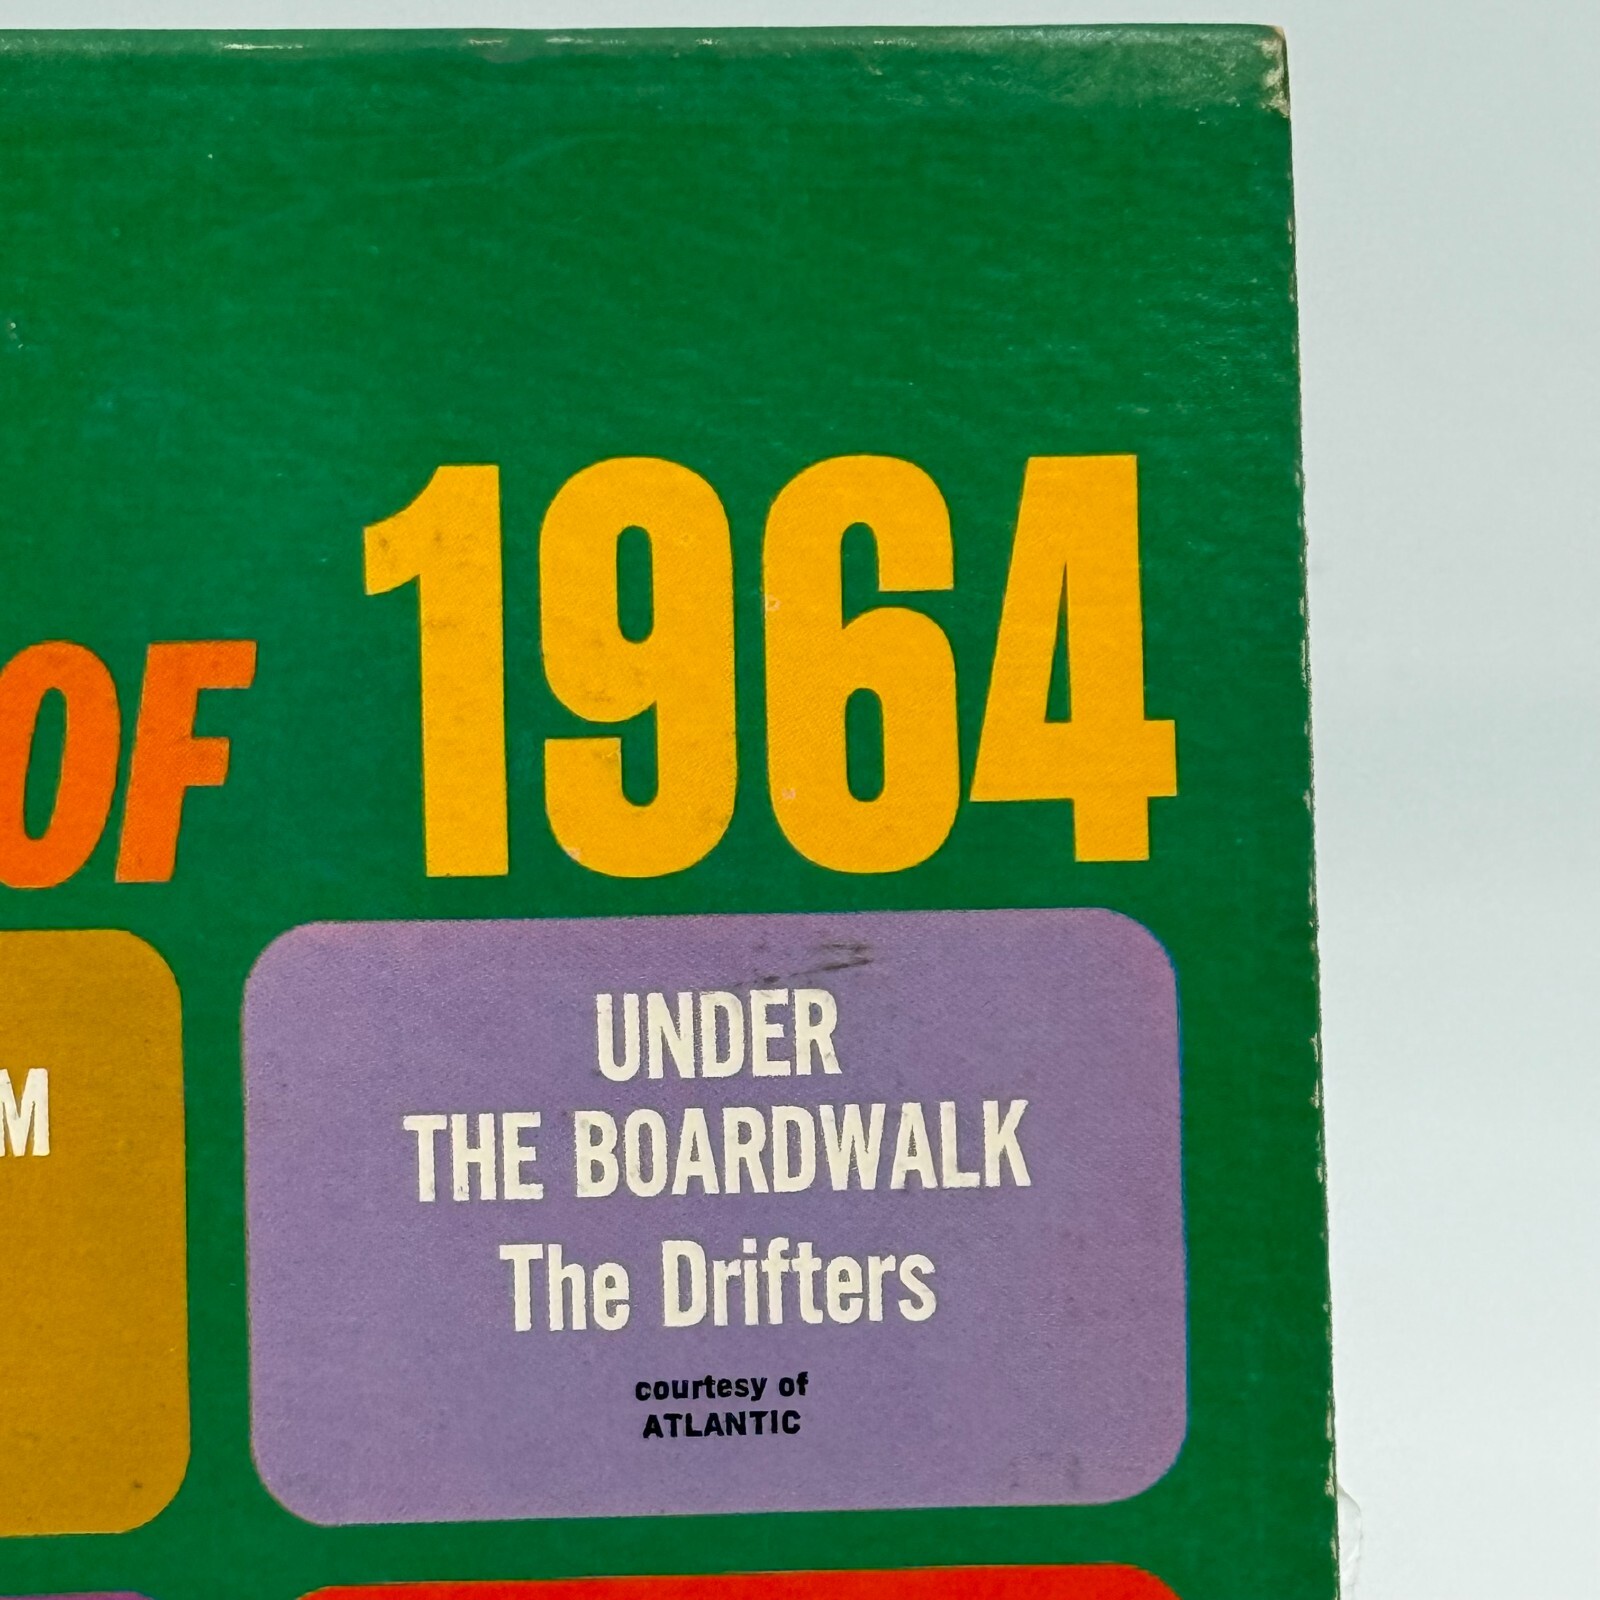 OF 1964
M
UNDER
THE BOARDWALK
The Drifters
courtesy of
ATLANTIC